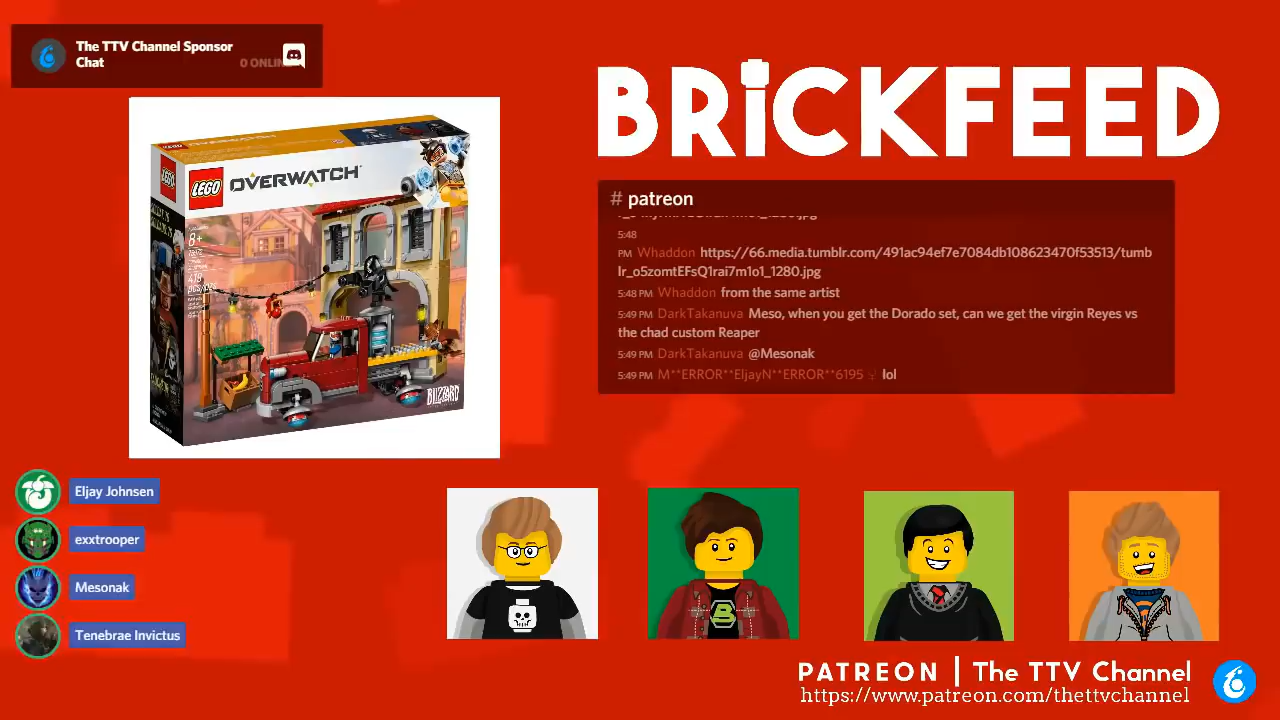 The TTV Channel Sponsor
Chat
0 ONLIN
BRiCKFEED
# patreon
5:48
PM Whaddon https://66.media.tumblr.com/491ac94ef7e7084db108623470f53513/tumb
lr_o5zomtEFsQ1rai7m1o1_1280.jpg
5:48 PM Whaddon from the same artist
5:49 PM DarkTakanuva Meso, when you get the Dorado set, can we get the virgin Reyes vs
the chad custom Reaper
5:49 PM DarkTakanuva @Mesonak
5:49 PM M**ERROR**EljayN**ERROR**6195 lol
LEGO
LEGO OVERWATCH
8+
BLIZZARD
Eljay Johnsen
exxtrooper
Mesonak
Tenebrae Invictus
PATREON | The TTV Channel
https://www.patreon.com/thettvchannel